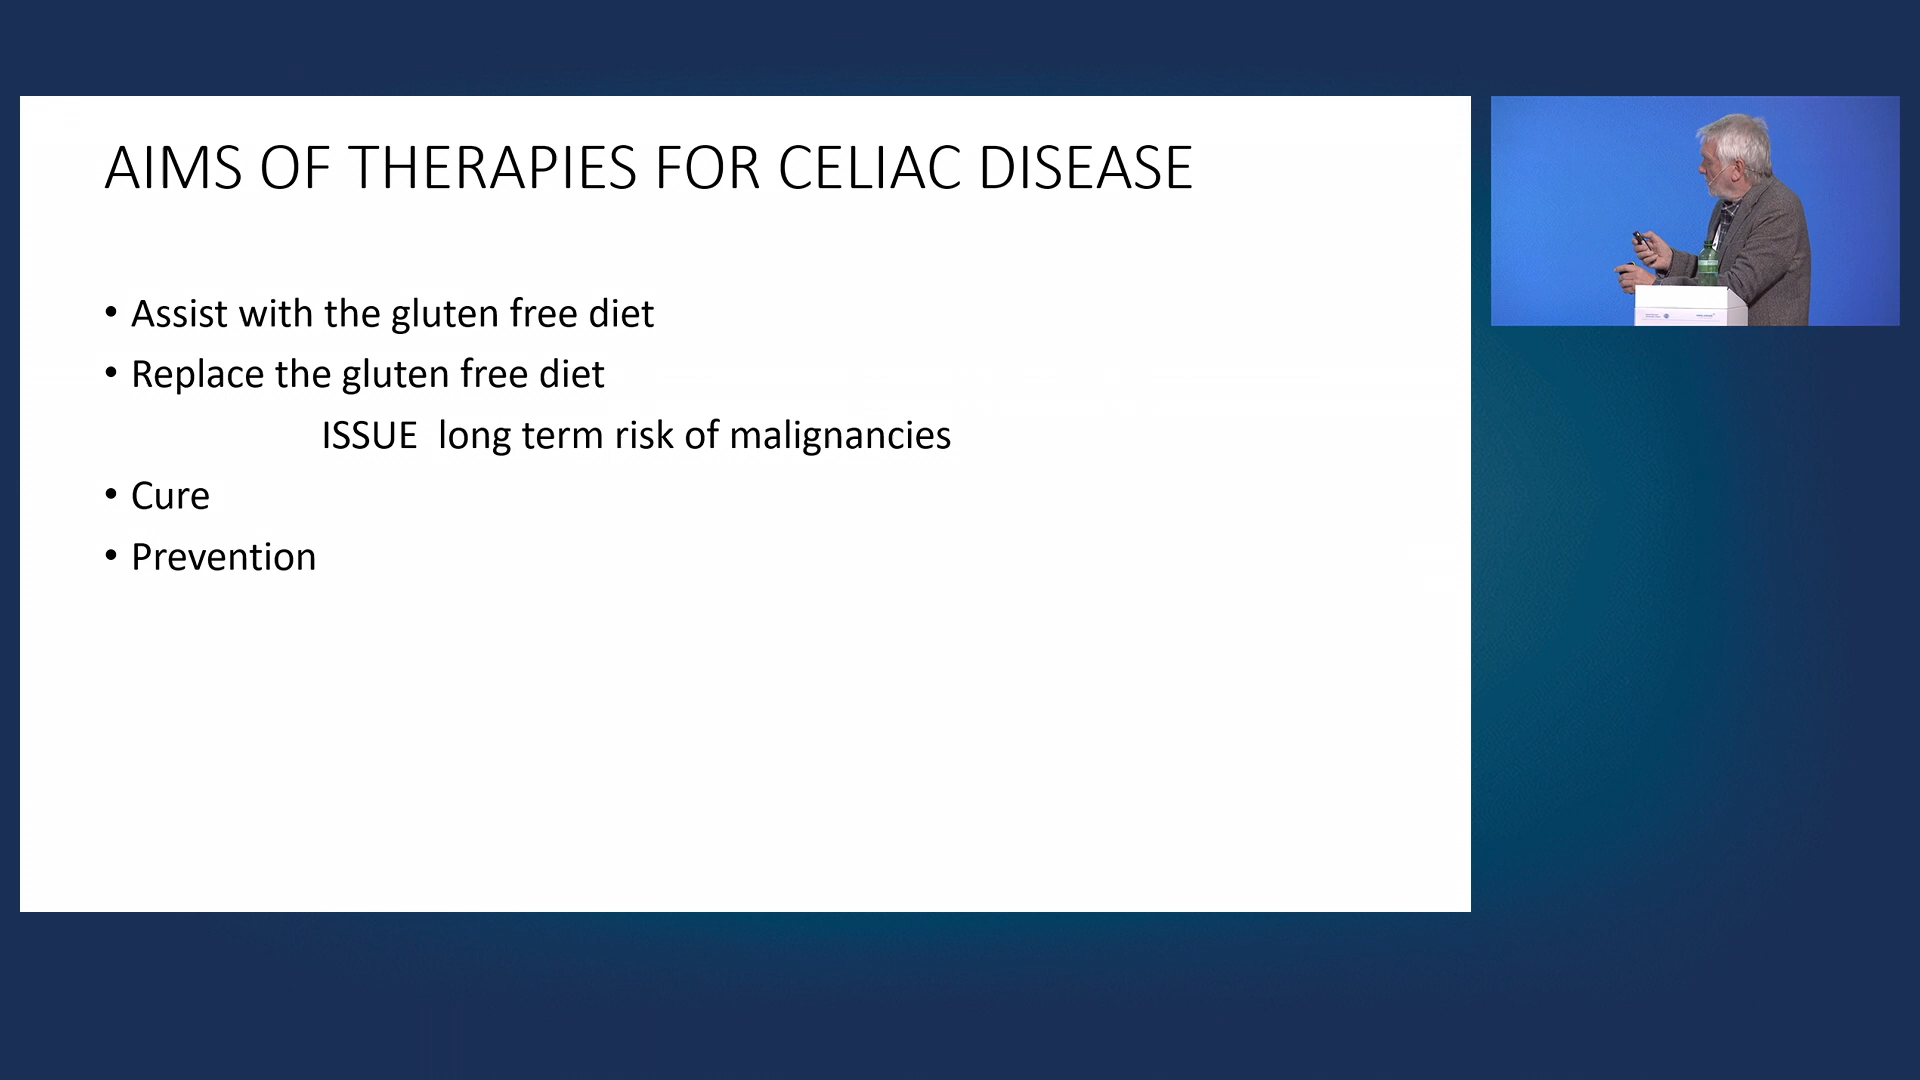 AIMS OF THERAPIES FOR CELIAC DISEASE
• Assist with the gluten free diet
• Replace the gluten free diet
ISSUE  long term risk of malignancies
• Cure
• Prevention